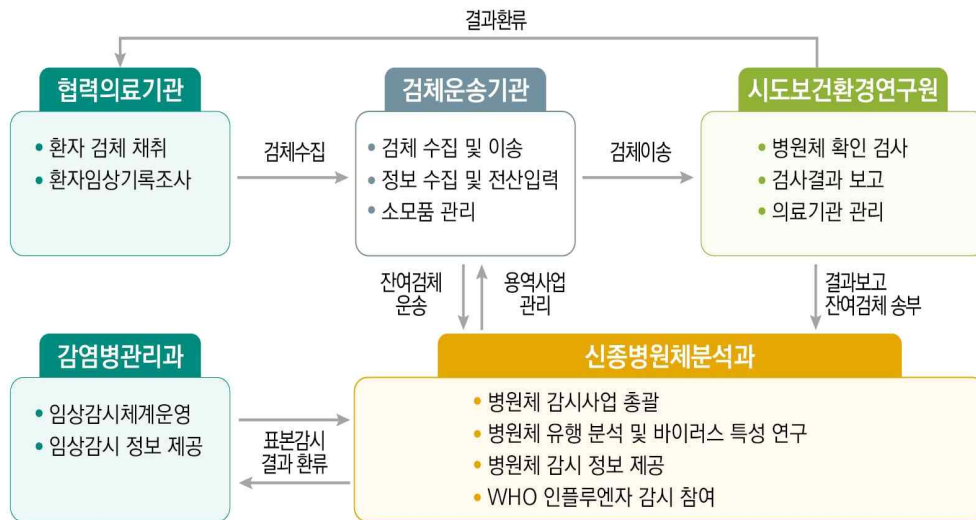 결과환류
협력의료기관
검체운송기관
시도보건환경연구원
• 환자 검체 채취
• 환자임상기록조사
검체수집
• 검체 수집 및 이송
• 정보 수집 및 전산입력
• 소모품 관리
검체이송
• 병원체 확인 검사
• 검사결과 보고
• 의료기관 관리
잔여검체
운송
용역사업
관리
결과보고
잔여검체 송부
감염병관리과
신종병원체분석과
• 임상감시체계운영
• 임상감시 정보 제공
표본감시
결과 환류
• 병원체 감시사업 총괄
• 병원체 유행 분석 및 바이러스 특성 연구
• 병원체 감시 정보 제공
• WHO 인플루엔자 감시 참여